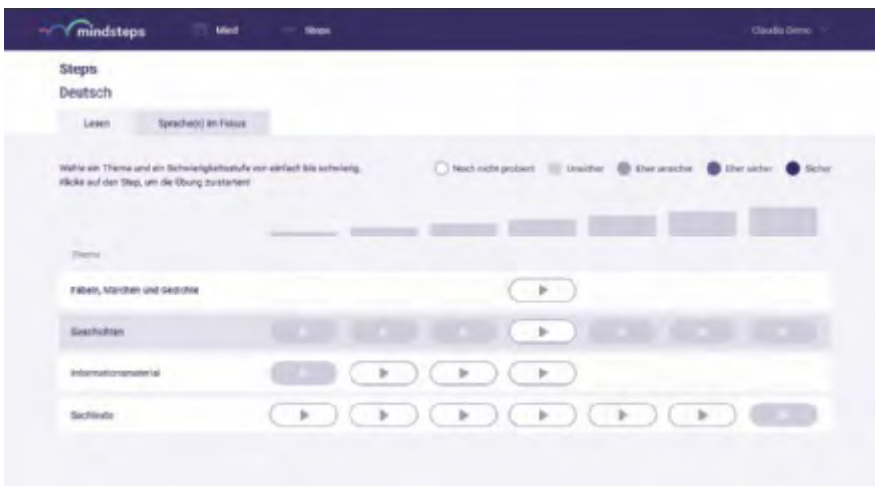 mindsteps Mind Steps Claudio Demo
Steps
Deutsch
Lesen Sprache(n) im Fokus
Wähle ein Thema und ein Schwierigkeitsstufe von einfach bis schwierig.
Klicke auf den Step, um die Übung zu starten!
Noch nicht probiert Unsicher Eher unsicher Eher sicher Sicher
Thema
Fabeln, Märchen und Gedichte
Geschichten
Informationsmaterial
Sachtexte